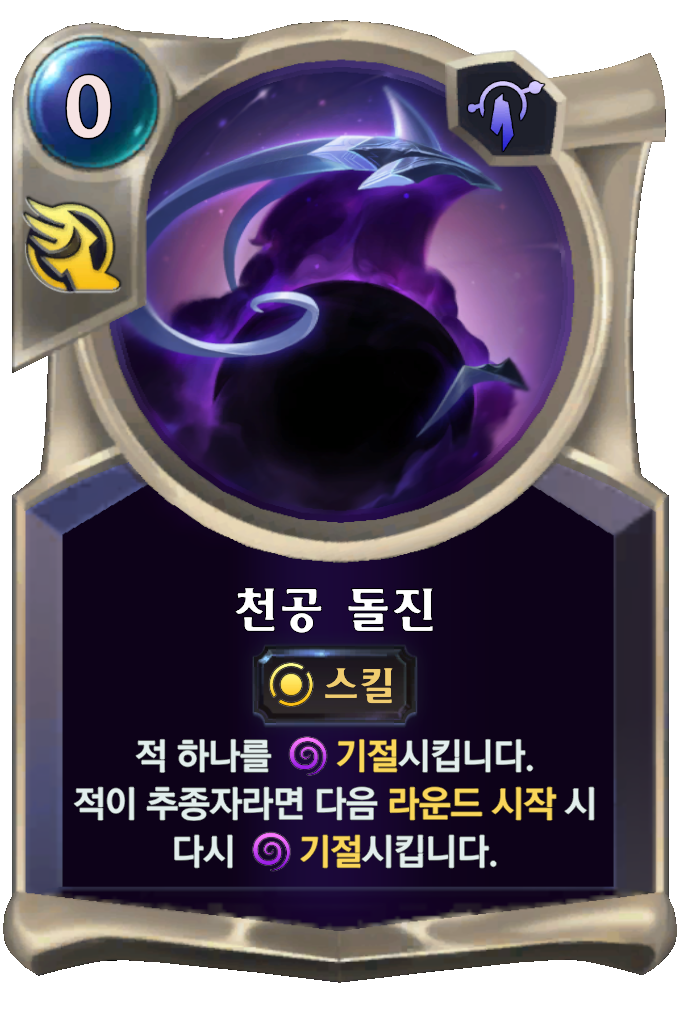 0
천공 돌진
스킬
적 하나를 기절시킵니다.
적이 추종자라면 다음 라운드 시작 시
다시 기절시킵니다.